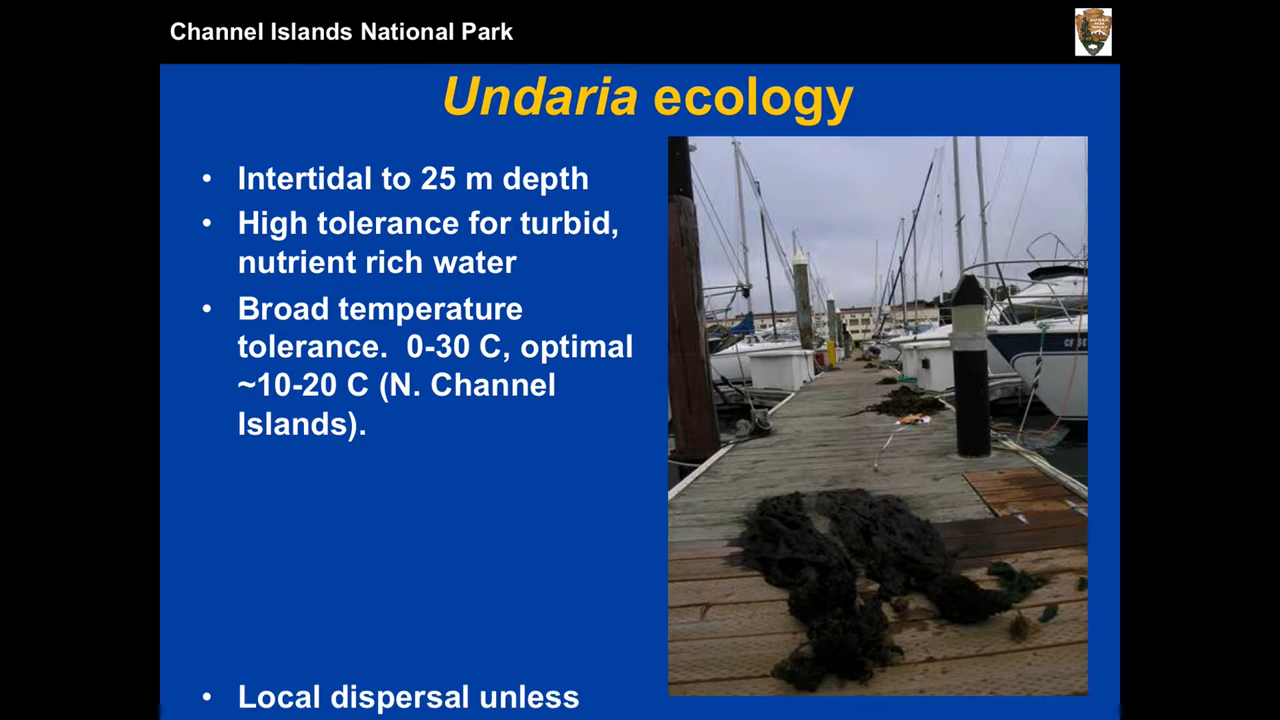 Channel Islands National Park
Undaria ecology
• Intertidal to 25 m depth
• High tolerance for turbid,
nutrient rich water
• Broad temperature
tolerance.  0-30 C, optimal
~10-20 C (N. Channel
Islands).
• Local dispersal unless